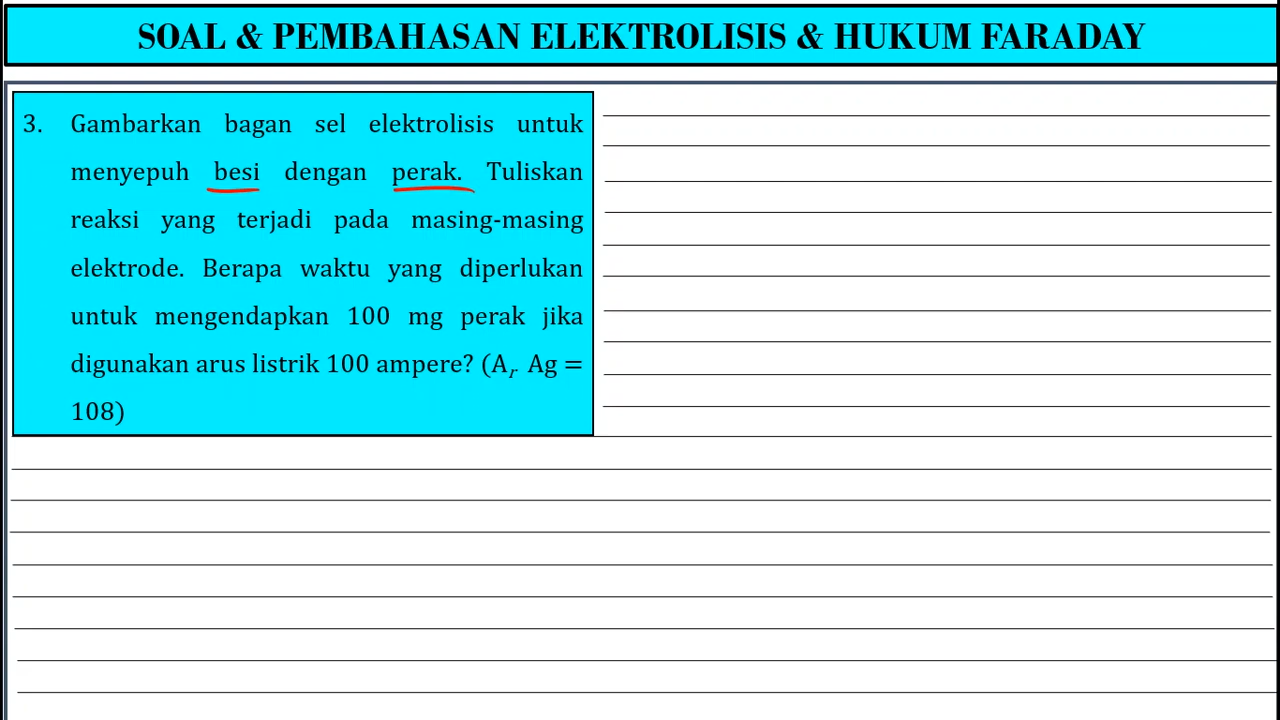 SOAL & PEMBAHASAN ELEKTROLISIS & HUKUM FARADAY
3. Gambarkan bagan sel elektrolisis untuk
menyepuh besi dengan perak. Tuliskan
reaksi yang terjadi pada masing-masing
elektrode. Berapa waktu yang diperlukan
untuk mengendapkan 100 mg perak jika
digunakan arus listrik 100 ampere? (Aᵣ Ag =
108)